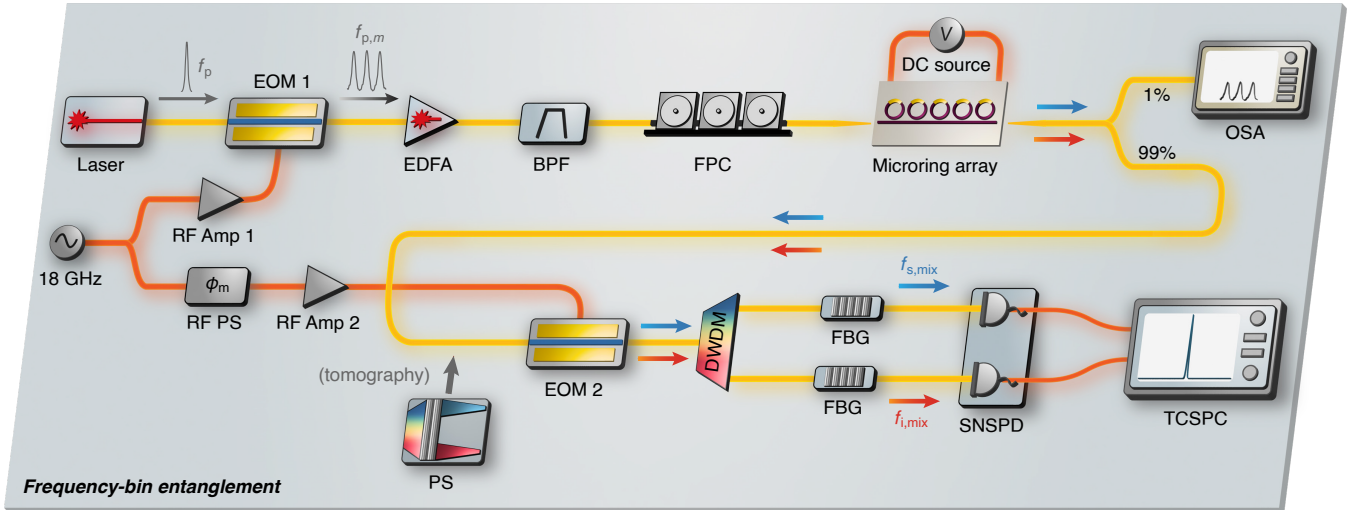 f_p
f_p,m
EOM 1
V
DC source
Laser
EDFA
BPF
FPC
Microring array
1%
99%
OSA
RF Amp 1
18 GHz
ϕ_m
RF PS
RF Amp 2
EOM 2
(tomography)
PS
DWDM
FBG
f_s,mix
FBG
f_i,mix
SNSPD
TCSPC
Frequency-bin entanglement